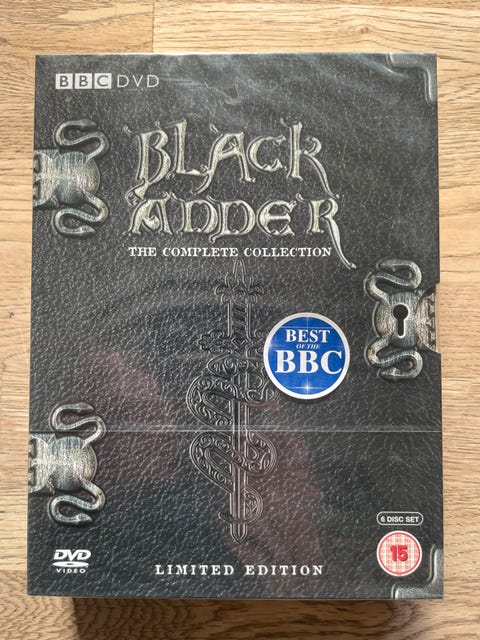 BBC DVD
BLACK
ADDER
THE COMPLETE COLLECTION
BEST
OF THE
BBC
6 DISC SET
15
DVD
VIDEO
LIMITED EDITION